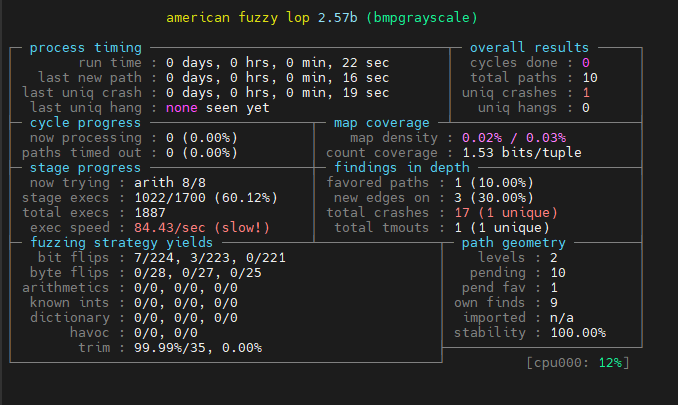 american fuzzy lop 2.57b (bmpgrayscale)
process timing overall results
run time : 0 days, 0 hrs, 0 min, 22 sec cycles done : 0
last new path : 0 days, 0 hrs, 0 min, 16 sec total paths : 10
last uniq crash : 0 days, 0 hrs, 0 min, 19 sec uniq crashes : 1
last uniq hang : none seen yet uniq hangs : 0
cycle progress map coverage
now processing : 0 (0.00%) map density : 0.02% / 0.03%
paths timed out : 0 (0.00%) count coverage : 1.53 bits/tuple
stage progress findings in depth
now trying : arith 8/8 favored paths : 1 (10.00%)
stage execs : 1022/1700 (60.12%) new edges on : 3 (30.00%)
total execs : 1887 total crashes : 17 (1 unique)
exec speed : 84.43/sec (slow!) total tmouts : 1 (1 unique)
fuzzing strategy yields path geometry
bit flips : 7/224, 3/223, 0/221 levels : 2
byte flips : 0/28, 0/27, 0/25 pending : 10
arithmetics : 0/0, 0/0, 0/0 pend fav : 1
known ints : 0/0, 0/0, 0/0 own finds : 9
dictionary : 0/0, 0/0, 0/0 imported : n/a
havoc : 0/0, 0/0 stability : 100.00%
trim : 99.99%/35, 0.00%
[cpu000: 12%]